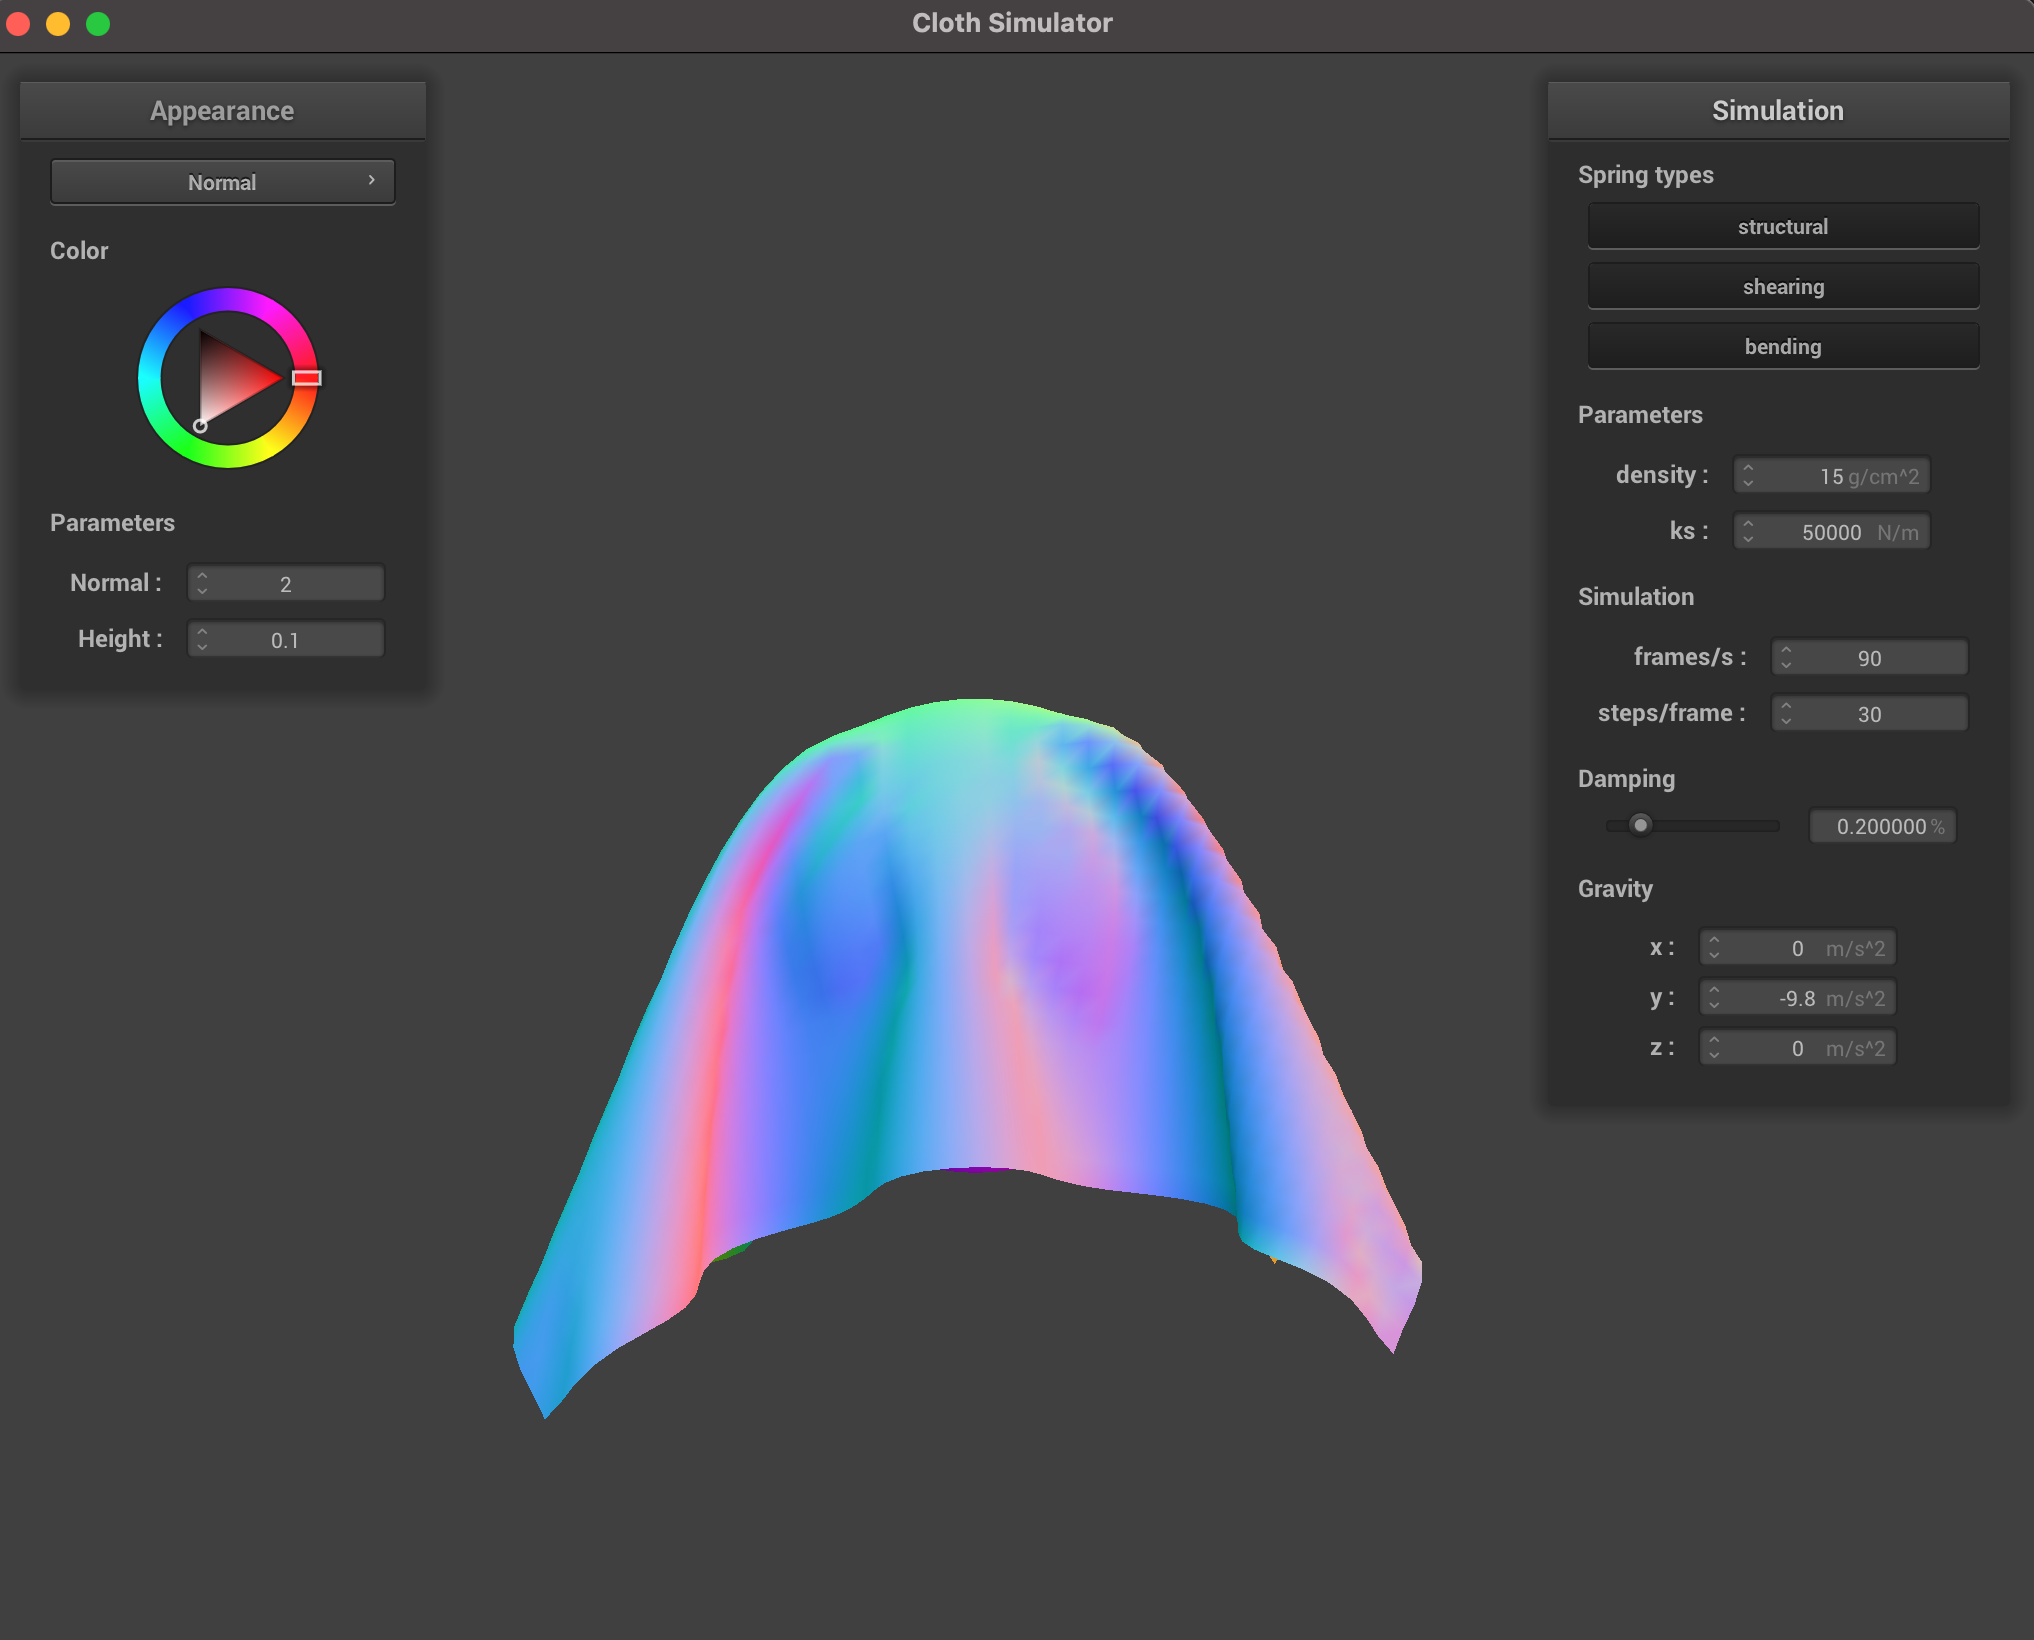 Cloth Simulator
Appearance
Normal
Color
Parameters
Normal : 2
Height : 0.1
Simulation
Spring types
structural
shearing
bending
Parameters
density : 15 g/cm^2
ks : 50000 N/m
Simulation
frames/s : 90
steps/frame : 30
Damping
0.200000 %
Gravity
x : 0 m/s^2
y : -9.8 m/s^2
z : 0 m/s^2